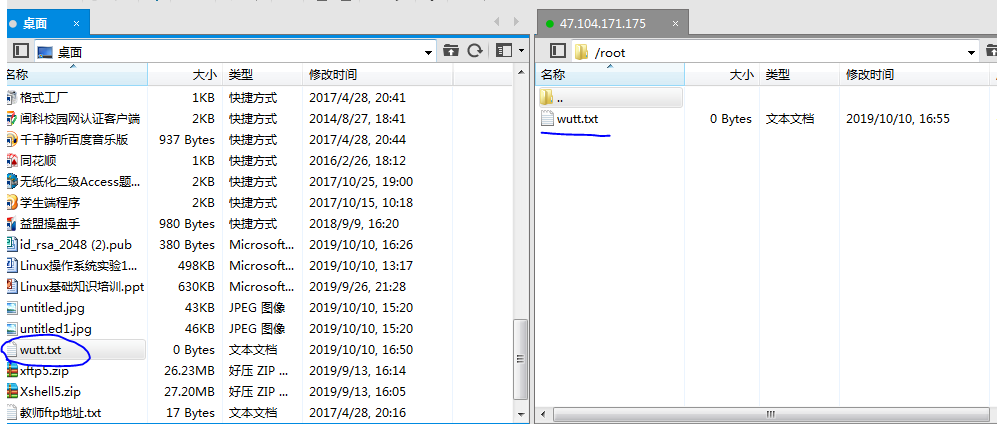 桌面 ×
47.104.171.175 ×
桌面
/root
名称 大小 类型 修改时间
格式工厂 1KB 快捷方式 2017/4/28, 20:41
闽科校园网认证客户端 2KB 快捷方式 2014/8/27, 18:41
千千静听百度音乐版 937 Bytes 快捷方式 2017/4/28, 20:44
同花顺 1KB 快捷方式 2016/2/26, 18:12
无纸化二级Access题... 2KB 快捷方式 2017/10/25, 19:00
学生端程序 2KB 快捷方式 2017/10/15, 10:18
益盟操盘手 980 Bytes 快捷方式 2018/9/9, 16:20
id_rsa_2048 (2).pub 380 Bytes Microsoft... 2019/10/10, 16:26
Linux操作系统实验1... 498KB Microsoft... 2019/10/10, 13:17
Linux基础知识培训.ppt 630KB Microsoft... 2019/9/26, 21:28
untitled.jpg 43KB JPEG 图像 2019/10/10, 15:20
untitled1.jpg 46KB JPEG 图像 2019/10/10, 15:20
wutt.txt 0 Bytes 文本文档 2019/10/10, 16:50
xftp5.zip 26.23MB 好压 ZIP ... 2019/9/13, 16:14
Xshell5.zip 27.20MB 好压 ZIP ... 2019/9/13, 16:05
教师ftp地址.txt 17 Bytes 文本文档 2017/4/28, 20:16
名称 大小 类型 修改时间
..
wutt.txt 0 Bytes 文本文档 2019/10/10, 16:55